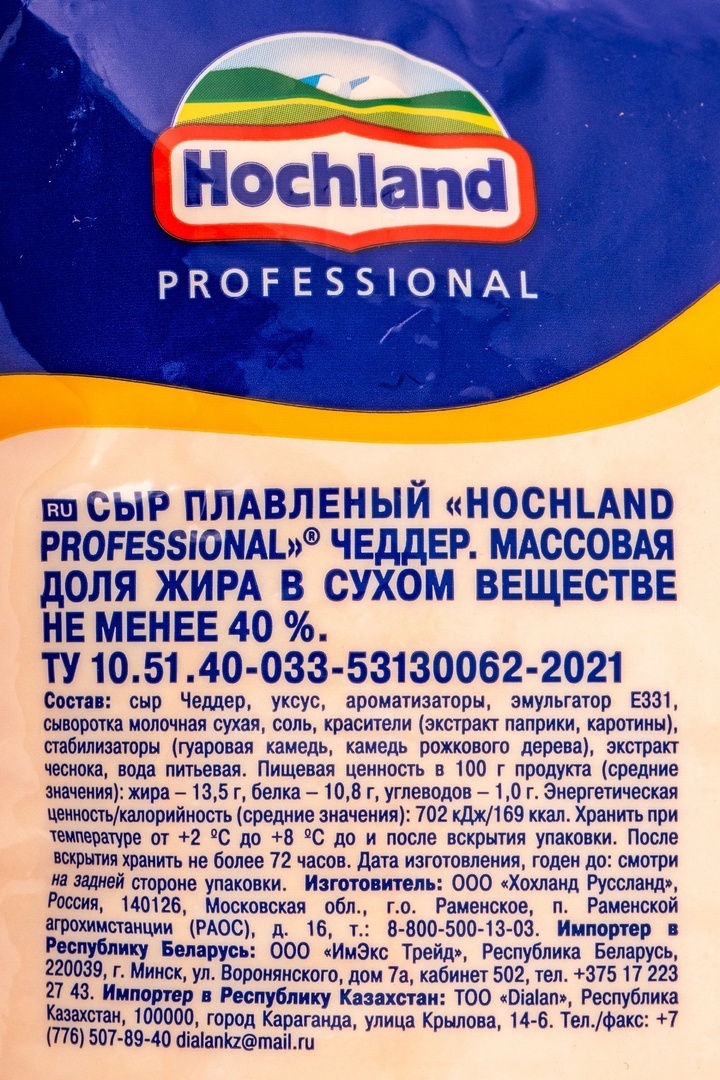 Hochland
PROFESSIONAL
RU СЫР ПЛАВЛЕНЫЙ «HOCHLAND
PROFESSIONAL»® ЧЕДДЕР. МАССОВАЯ
ДОЛЯ ЖИРА В СУХОМ ВЕЩЕСТВЕ
НЕ МЕНЕЕ 40 %.
ТУ 10.51.40-033-53130062-2021
Состав: сыр Чеддер, уксус, ароматизаторы, эмульгатор Е331,
сыворотка молочная сухая, соль, красители (экстракт паприки, каротины),
стабилизаторы (гуаровая камедь, камедь рожкового дерева), экстракт
чеснока, вода питьевая. Пищевая ценность в 100 г продукта (средние
значения): жира – 13,5 г, белка – 10,8 г, углеводов – 1,0 г. Энергетическая
ценность/калорийность (средние значения): 702 кДж/169 ккал. Хранить при
температуре от +2 ºС до +8 ºС до и после вскрытия упаковки. После
вскрытия хранить не более 72 часов. Дата изготовления, годен до: смотри
на задней стороне упаковки. Изготовитель: ООО «Хохланд Руссланд»,
Россия, 140126, Московская обл., г.о. Раменское, п. Раменской
агрохимстанции (РАОС), д. 16, т.: 8-800-500-13-03. Импортер в
Республику Беларусь: ООО «ИмЭкс Трейд», Республика Беларусь,
220039, г. Минск, ул. Воронянского, дом 7а, кабинет 502, тел. +375 17 223
27 43. Импортер в Республику Казахстан: ТОО «Dialan», Республика
Казахстан, 100000, город Караганда, улица Крылова, 14-6. Тел./факс: +7
(776) 507-89-40 dialankz@mail.ru